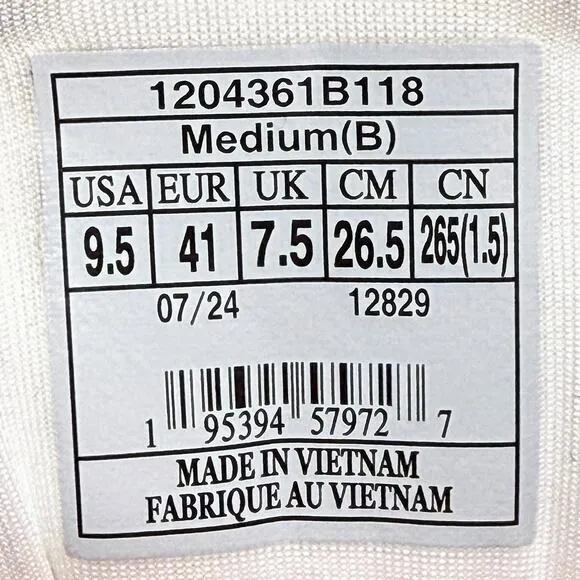 1204361B118
Medium(B)
USA EUR UK CM CN
9.5 41 7.5 26.5 265(1.5)
07/24 12829
1 95394 57972 7
MADE IN VIETNAM
FABRIQUE AU VIETNAM